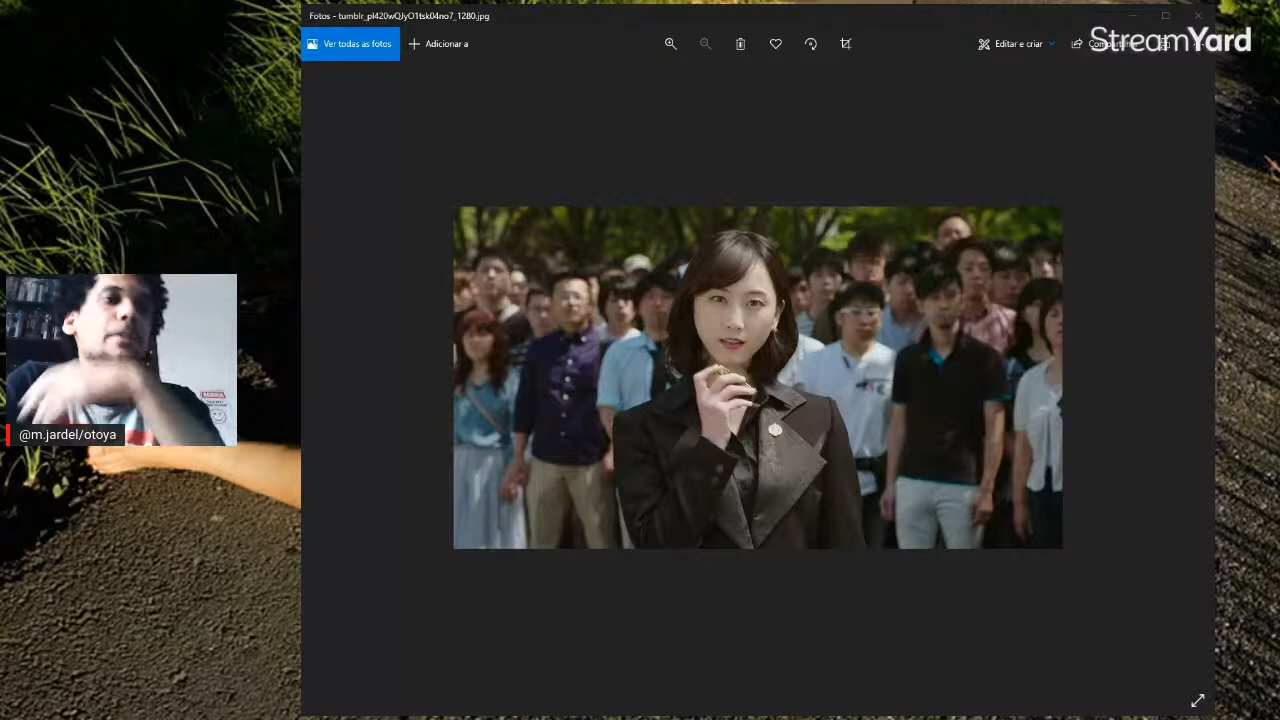 Fotos - tumblr_pl420wQJyO1tsk04no7_1280.jpg
Ver todas as fotos
Adicionar a
Editar e criar
StreamYard
@m.jardel/otoya